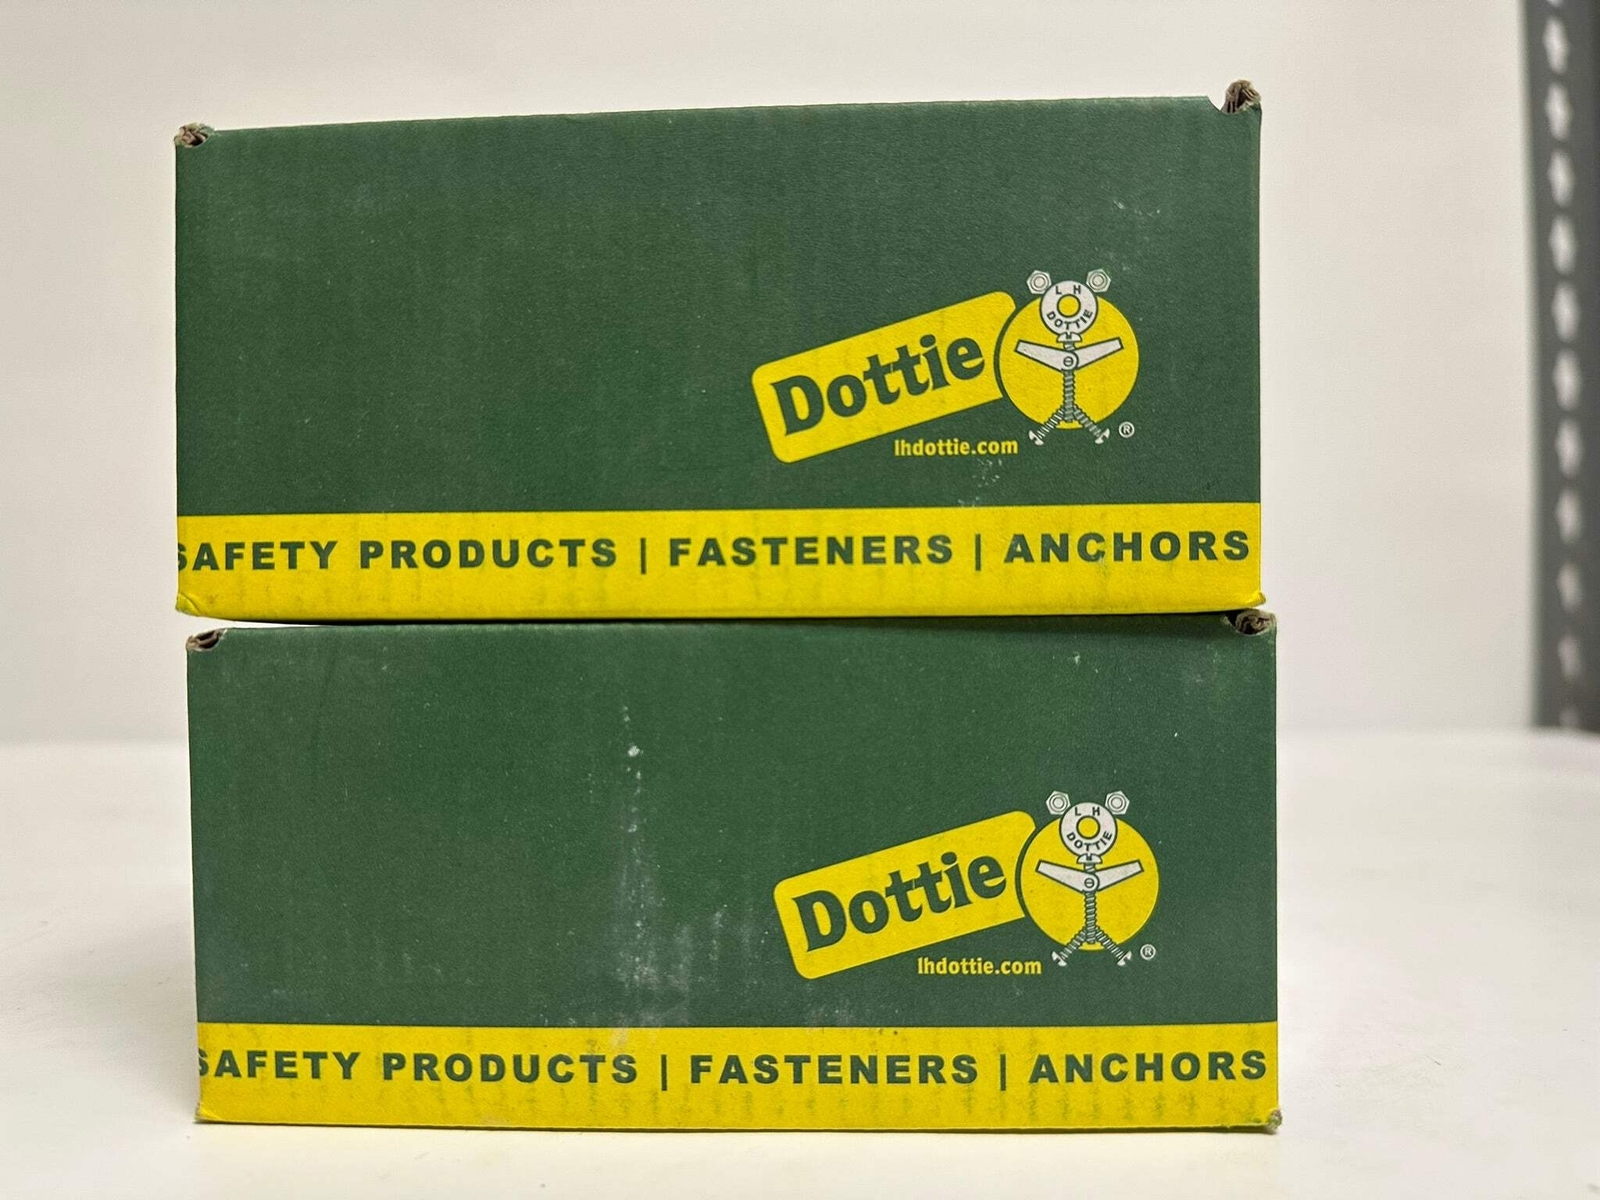 L H
DOTTIE
Dottie
®
lhdottie.com
SAFETY PRODUCTS | FASTENERS | ANCHORS
L H
DOTTIE
Dottie
®
lhdottie.com
SAFETY PRODUCTS | FASTENERS | ANCHORS